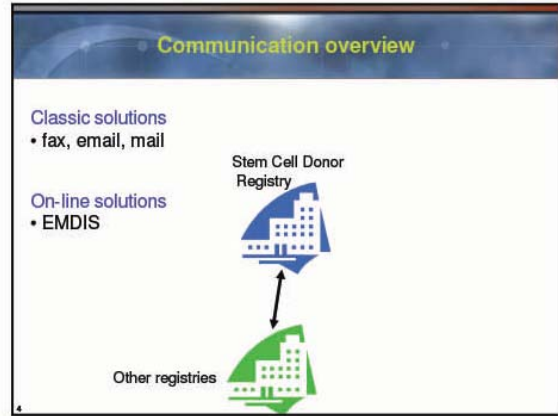 Communication overview
Classic solutions
• fax, email, mail
On-line solutions
• EMDIS
Stem Cell Donor
Registry
Other registries
4